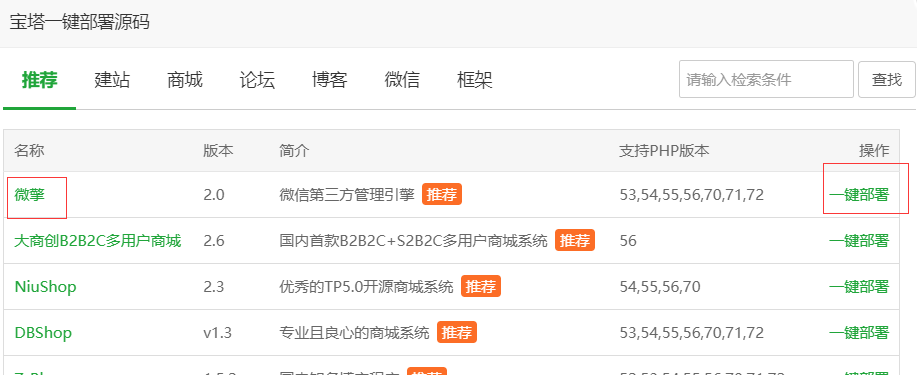 宝塔一键部署源码
推荐 建站 商城 论坛 博客 微信 框架 请输入检索条件 查找
名称 版本 简介 支持PHP版本 操作
微擎 2.0 微信第三方管理引擎 推荐 53,54,55,56,70,71,72 一键部署
大商创B2B2C多用户商城 2.6 国内首款B2B2C+S2B2C多用户商城系统 推荐 56 一键部署
NiuShop 2.3 优秀的TP5.0开源商城系统 推荐 54,55,56,70 一键部署
DBShop v1.3 专业且良心的商城系统 推荐 53,54,55,56,70,71,72 一键部署